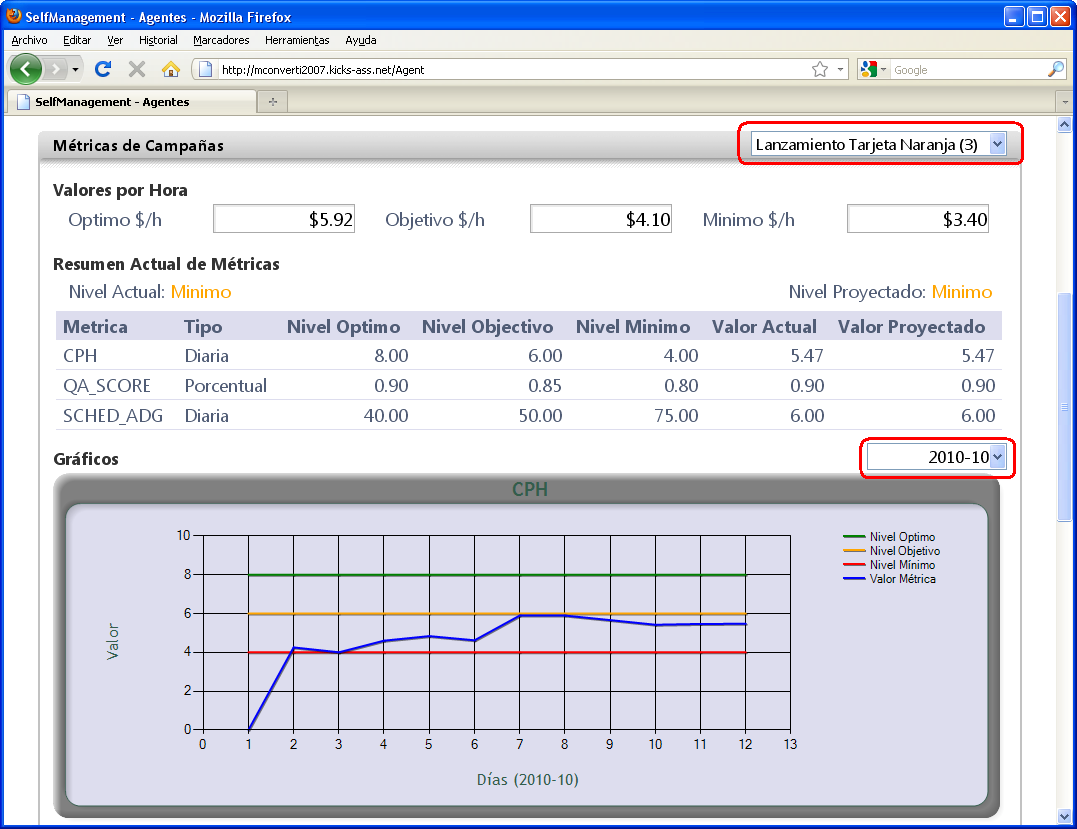 SelfManagement - Agentes - Mozilla Firefox
Archivo Editar Ver Historial Marcadores Herramientas Ayuda
http://mconverti2007.kicks-ass.net/Agent Google
SelfManagement - Agentes
Métricas de Campañas Lanzamiento Tarjeta Naranja (3)
Valores por Hora
Optimo $/h $5.92 Objetivo $/h $4.10 Minimo $/h $3.40
Resumen Actual de Métricas
Nivel Actual: Minimo Nivel Proyectado: Minimo
Metrica Tipo Nivel Optimo Nivel Objectivo Nivel Minimo Valor Actual Valor Proyectado
CPH Diaria 8.00 6.00 4.00 5.47 5.47
QA_SCORE Porcentual 0.90 0.85 0.80 0.90 0.90
SCHED_ADG Diaria 40.00 50.00 75.00 6.00 6.00
Gráficos 2010-10
CPH
10
8
6
4
2
0
Valor
0 1 2 3 4 5 6 7 8 9 10 11 12 13
Días (2010-10)
Nivel Optimo
Nivel Objetivo
Nivel Mínimo
Valor Métrica